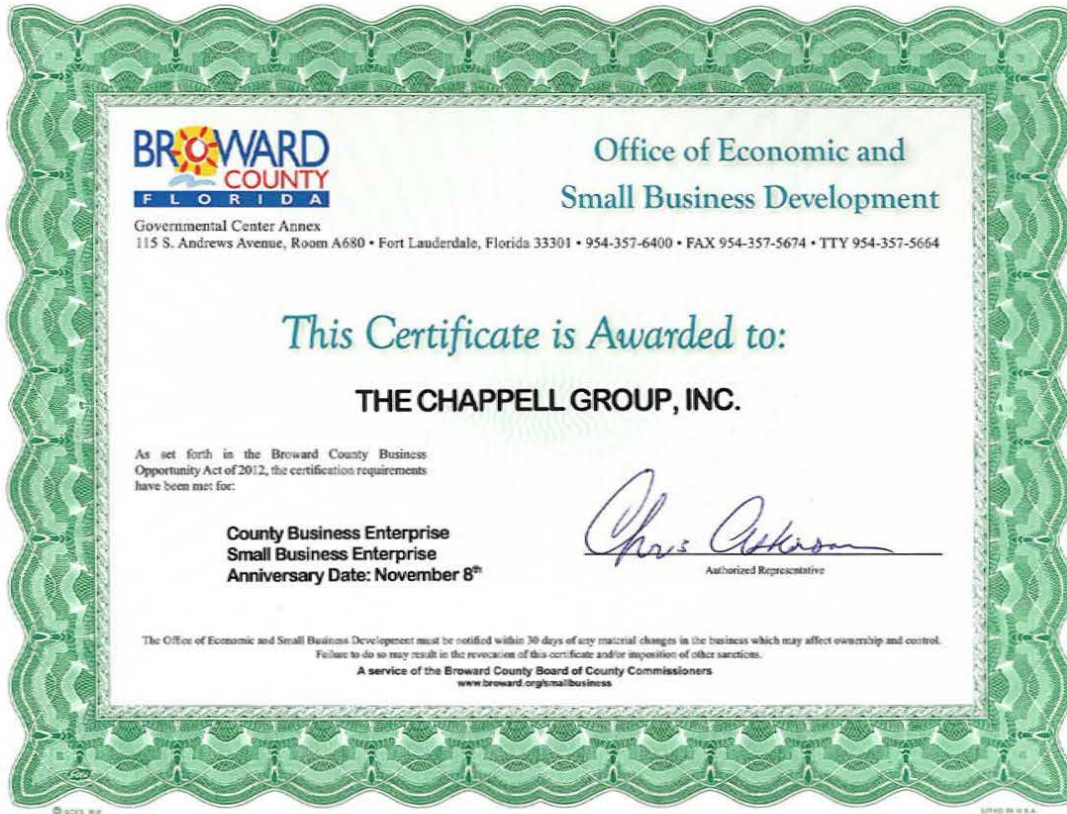 BROWARD
COUNTY
FLORIDA
Office of Economic and
Small Business Development
Governmental Center Annex
115 S. Andrews Avenue, Room A680 • Fort Lauderdale, Florida 33301 • 954-357-6400 • FAX 954-357-5674 • TTY 954-357-5664
This Certificate is Awarded to:
THE CHAPPELL GROUP, INC.
As set forth in the Broward County Business
Opportunity Act of 2012, the certification requirements
have been met for:
County Business Enterprise
Small Business Enterprise
Anniversary Date: November 8th
Chris
Authorized Representative
The Office of Economic and Small Business Development must be notified within 30 days of any material changes in the business which may affect ownership and control.
Failure to do so may result in the revocation of this certificate and/or imposition of other sanctions.
A service of the Broward County Board of County Commissioners
www.broward.org/smallbusiness
LITHO IN U.S.A.